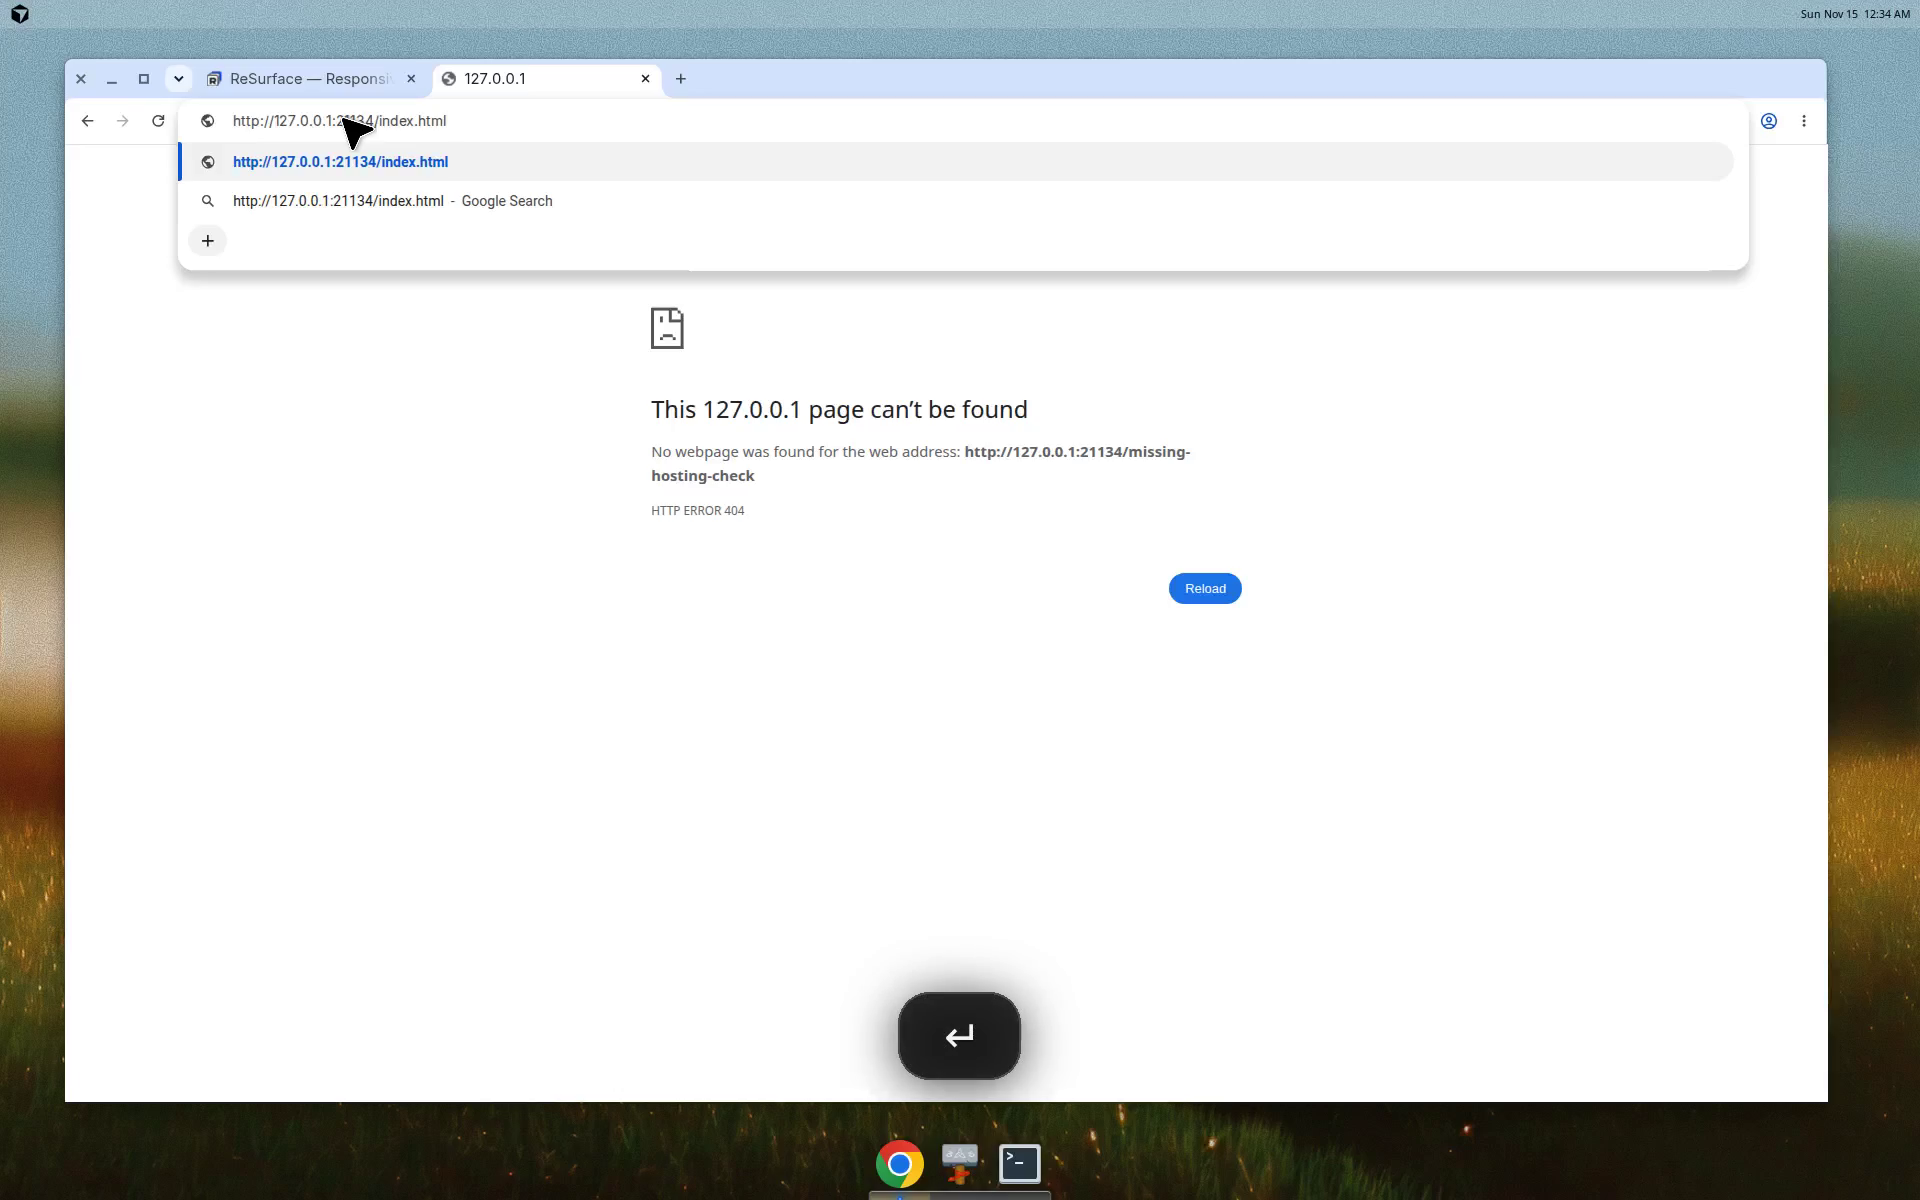 Sun Nov 15 12:34 AM
ReSurface — Responsi
127.0.0.1
http://127.0.0.1:21134/index.html
http://127.0.0.1:21134/index.html
http://127.0.0.1:21134/index.html - Google Search
This 127.0.0.1 page can’t be found
No webpage was found for the web address: http://127.0.0.1:21134/missing-
hosting-check
HTTP ERROR 404
Reload